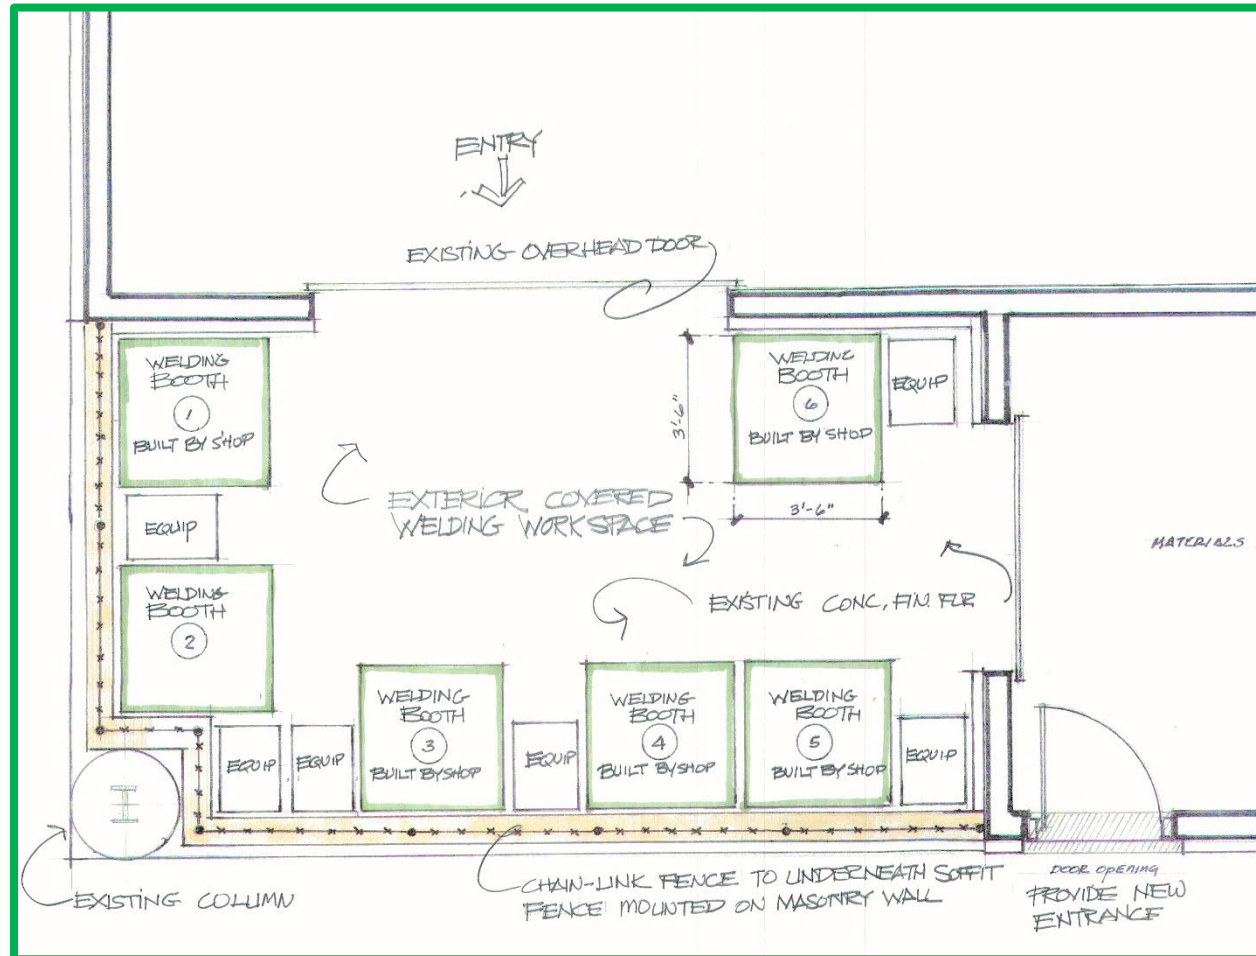 ENTRY
EXISTING OVERHEAD DOOR
WELDING
BOOTH
1
BUILT BY SHOP
WELDING
BOOTH
6
BUILT BY SHOP
EQUIP
3'-6"
3'-6"
EXTERIOR COVERED
WELDING WORKSPACE
EQUIP
MATERIALS
WELDING
BOOTH
2
EXISTING CONC, FIN. FLR
WELDING
BOOTH
3
BUILT BY SHOP
WELDING
BOOTH
4
BUILT BY SHOP
WELDING
BOOTH
5
BUILT BY SHOP
EQUIP
EQUIP
EQUIP
EQUIP
EXISTING COLUMN
CHAIN-LINK FENCE TO UNDERNEATH SOFFIT
FENCE MOUNTED ON MASONRY WALL
DOOR OPENING
PROVIDE NEW
ENTRANCE